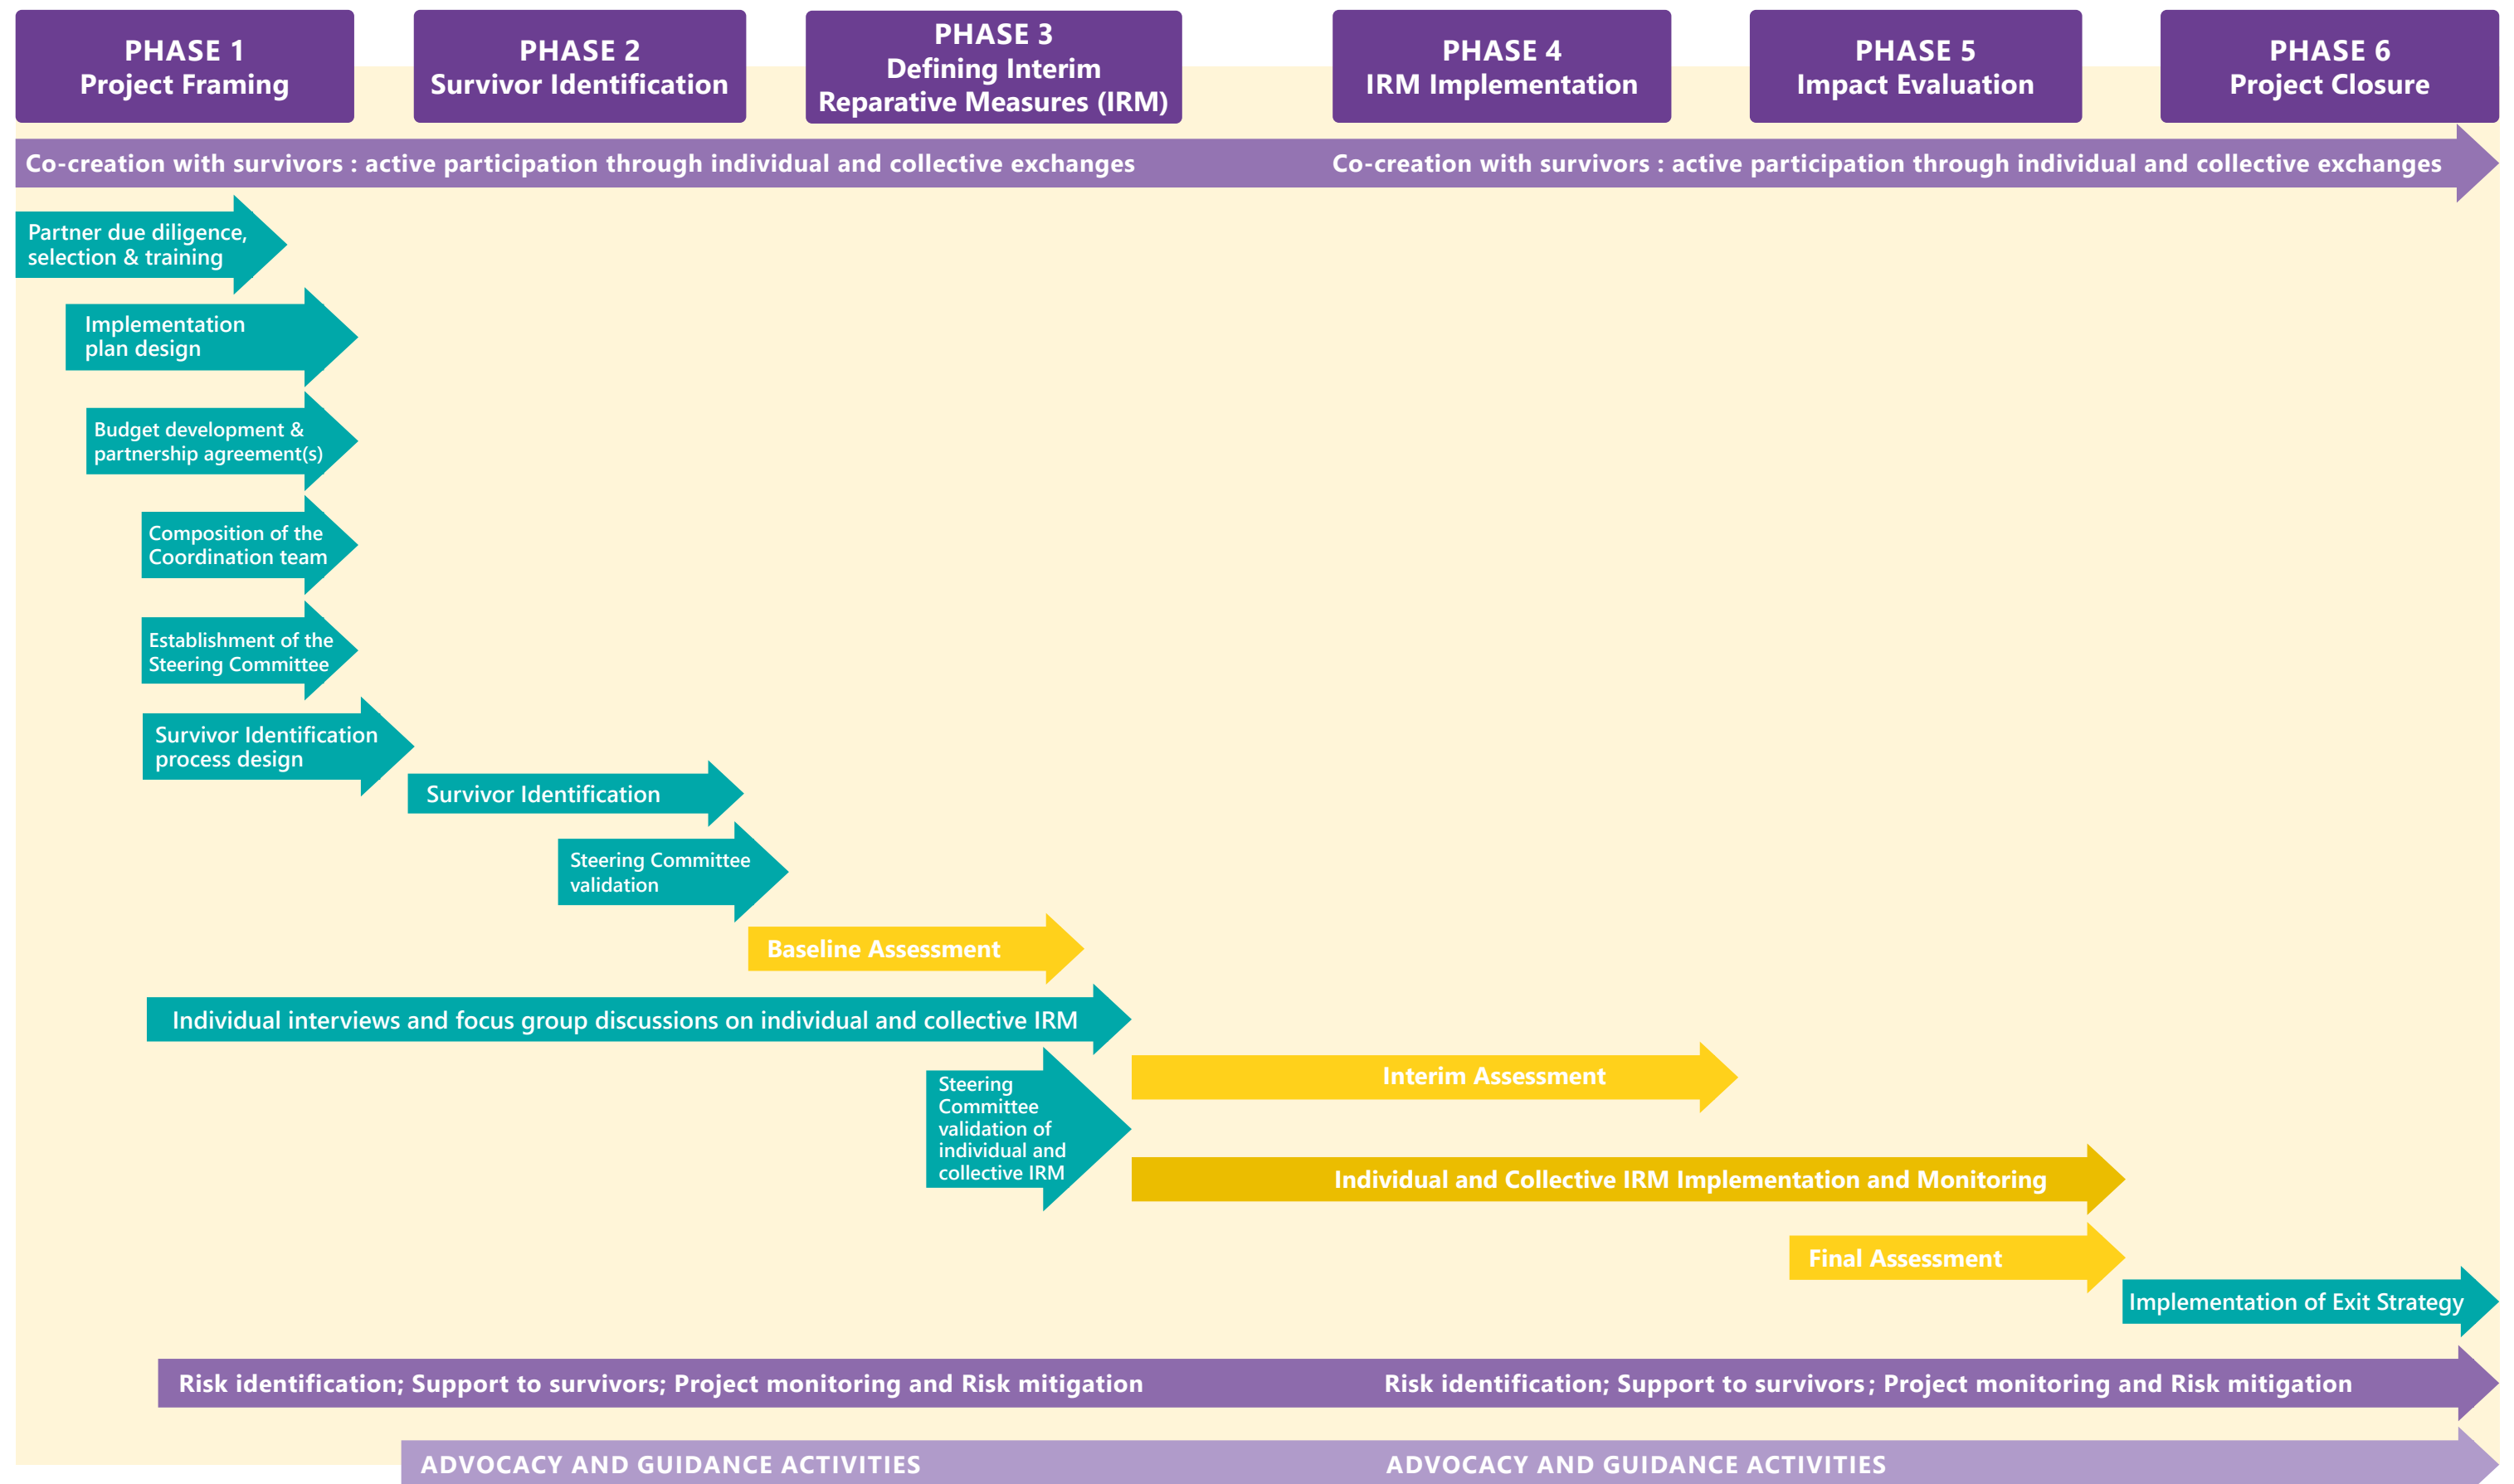 PHASE 1
Project Framing
PHASE 2
Survivor Identification
PHASE 3
Defining Interim
Reparative Measures (IRM)
PHASE 4
IRM Implementation
PHASE 5
Impact Evaluation
PHASE 6
Project Closure
Co-creation with survivors : active participation through individual and collective exchanges
Co-creation with survivors : active participation through individual and collective exchanges
Partner due diligence,
selection & training
Implementation
plan design
Budget development &
partnership agreement(s)
Composition of the
Coordination team
Establishment of the
Steering Committee
Survivor Identification
process design
Survivor Identification
Steering Committee
validation
Baseline Assessment
Individual interviews and focus group discussions on individual and collective IRM
Steering
Committee
validation of
individual and
collective IRM
Interim Assessment
Individual and Collective IRM Implementation and Monitoring
Final Assessment
Implementation of Exit Strategy
Risk identification; Support to survivors; Project monitoring and Risk mitigation
Risk identification; Support to survivors; Project monitoring and Risk mitigation
ADVOCACY AND GUIDANCE ACTIVITIES
ADVOCACY AND GUIDANCE ACTIVITIES